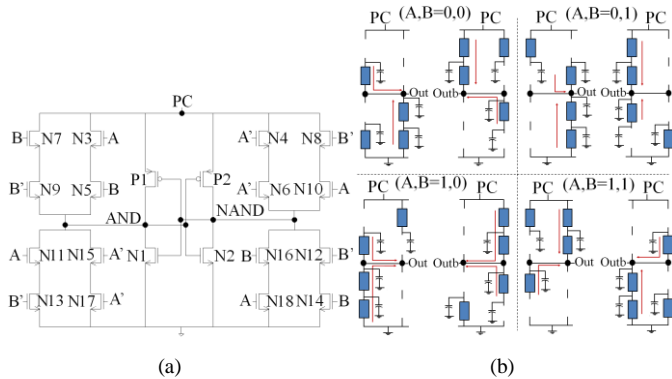 (a)
PC
B N7 N3 A
A' N4 N8 B'
P1 P2
B' N9 N5 B
A' N6 N10 A
AND NAND
A N11 N15 A' N1 N2 B N16 N12 B'
B' N13 N17 A' A N18 N14 B
(a)
(b)
PC (A,B=0,0) PC
Out Outb
PC (A,B=0,1) PC
Out Outb
PC (A,B=1,0) PC
Out Outb
PC (A,B=1,1) PC
Out Outb
(b)